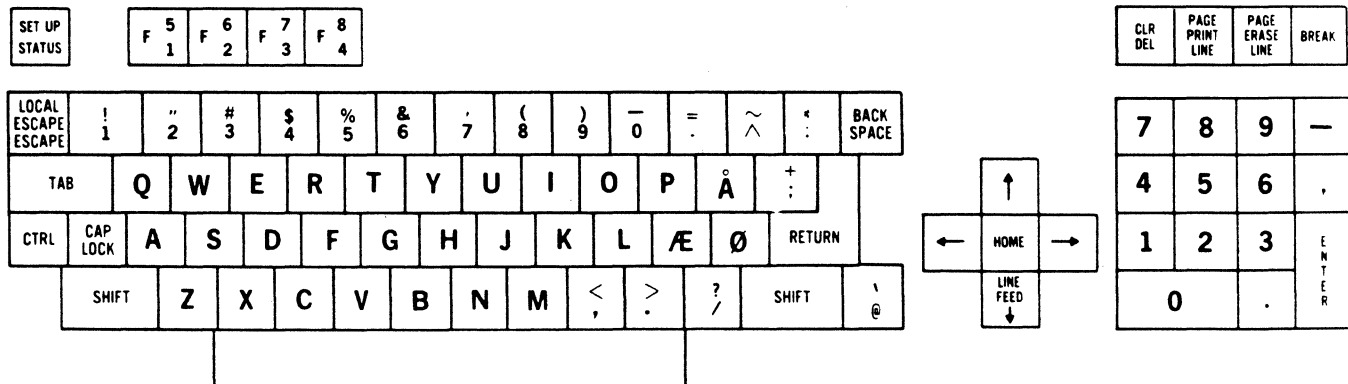 SET UP STATUS F 5 1 F 6 2 F 7 3 F 8 4 CLR DEL PAGE PRINT LINE PAGE ERASE LINE BREAK
LOCAL ESCAPE ESCAPE ! 1 " 2 # 3 $ 4 % 5 & 6 ' 7 ( 8 ) 9 — 0 = . ~ ^ * : BACK SPACE 7 8 9 —
TAB Q W E R T Y U I O P Å + ; ↑ 4 5 6 ,
CTRL CAP LOCK A S D F G H J K L Æ Ø RETURN ← HOME → 1 2 3 ENTER
SHIFT Z X C V B N M < , > . ? / SHIFT ` @ LINE FEED ↓ 0 .